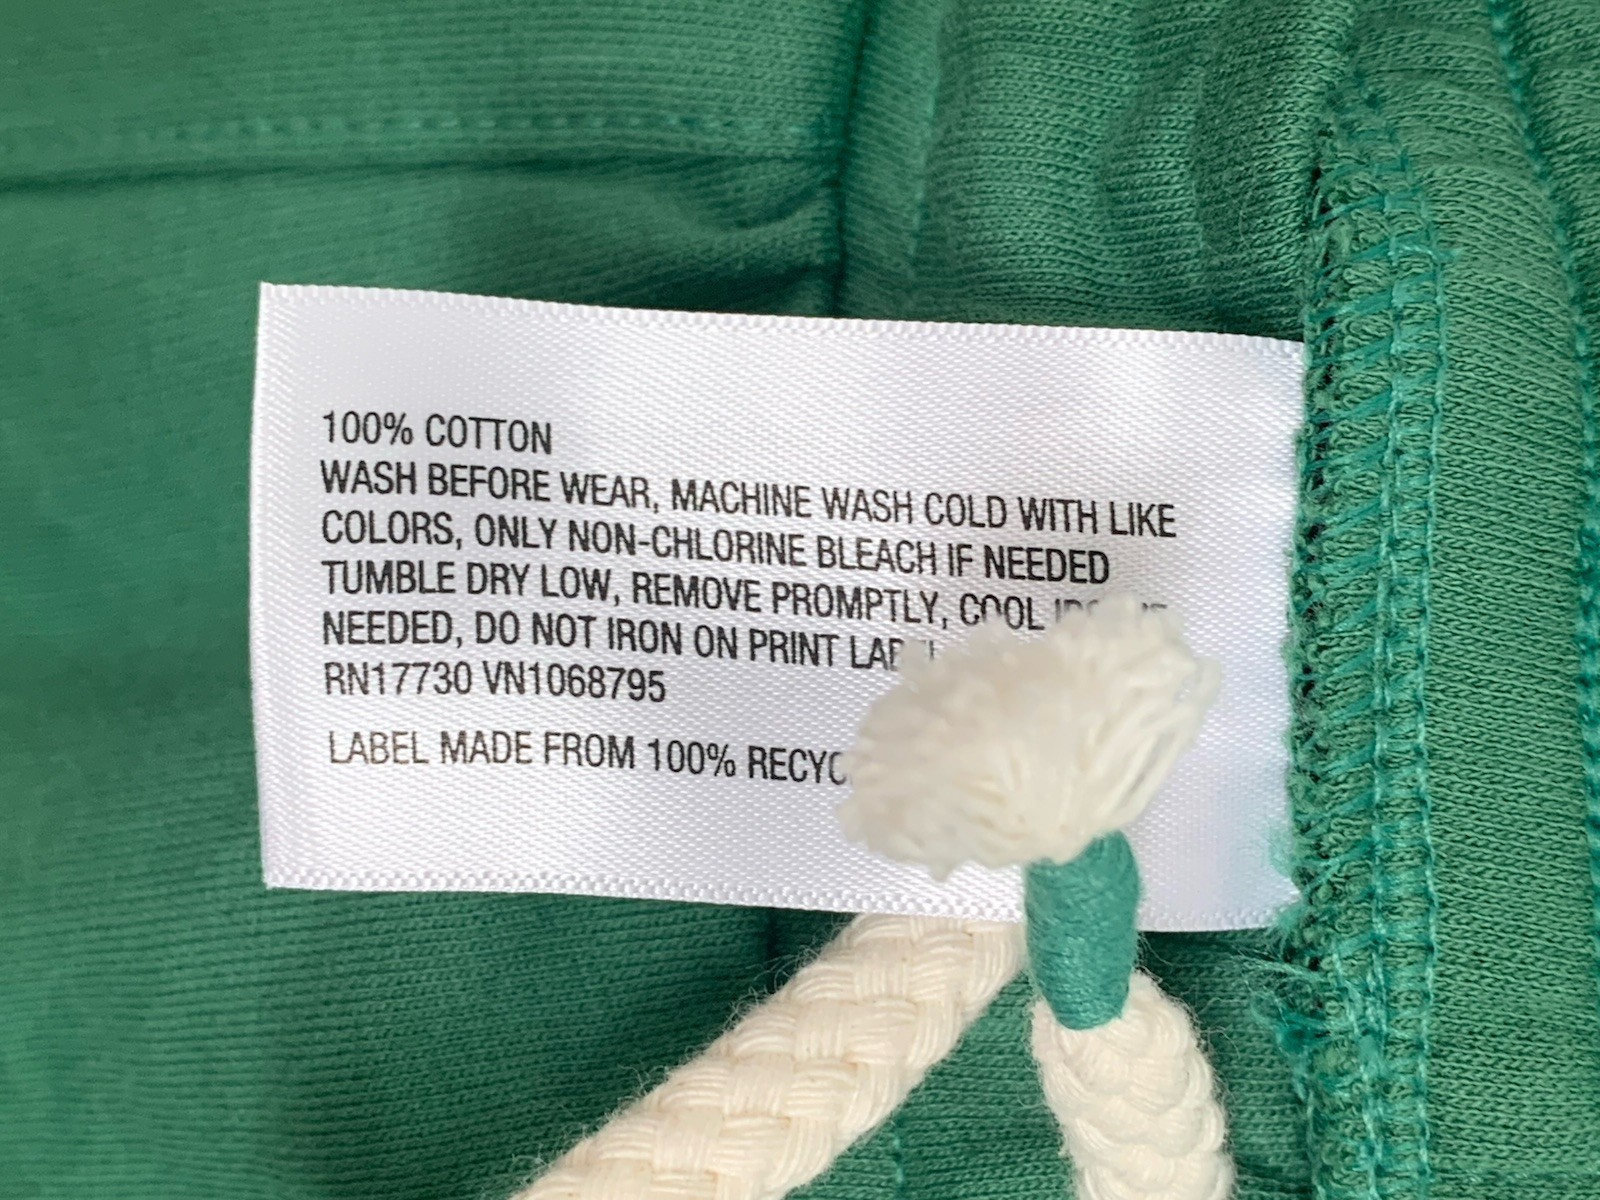 100% COTTON
WASH BEFORE WEAR, MACHINE WASH COLD WITH LIKE
COLORS, ONLY NON-CHLORINE BLEACH IF NEEDED
TUMBLE DRY LOW, REMOVE PROMPTLY, COOL
NEEDED, DO NOT IRON ON PRINT
RN17730 VN1068795
LABEL MADE FROM 100%